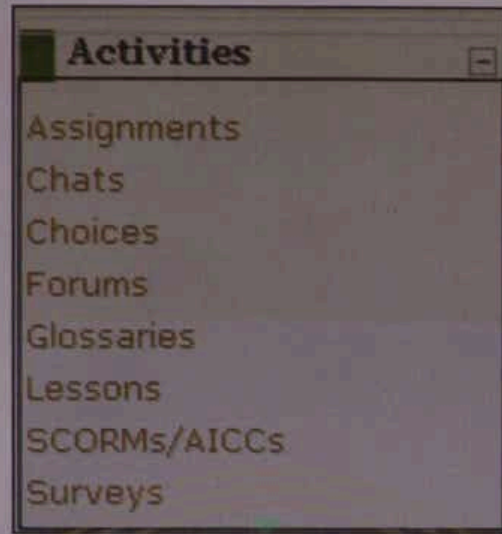 Activities
Assignments
Chats
Choices
Forums
Glossaries
Lessons
SCORMs/AICCs
Surveys